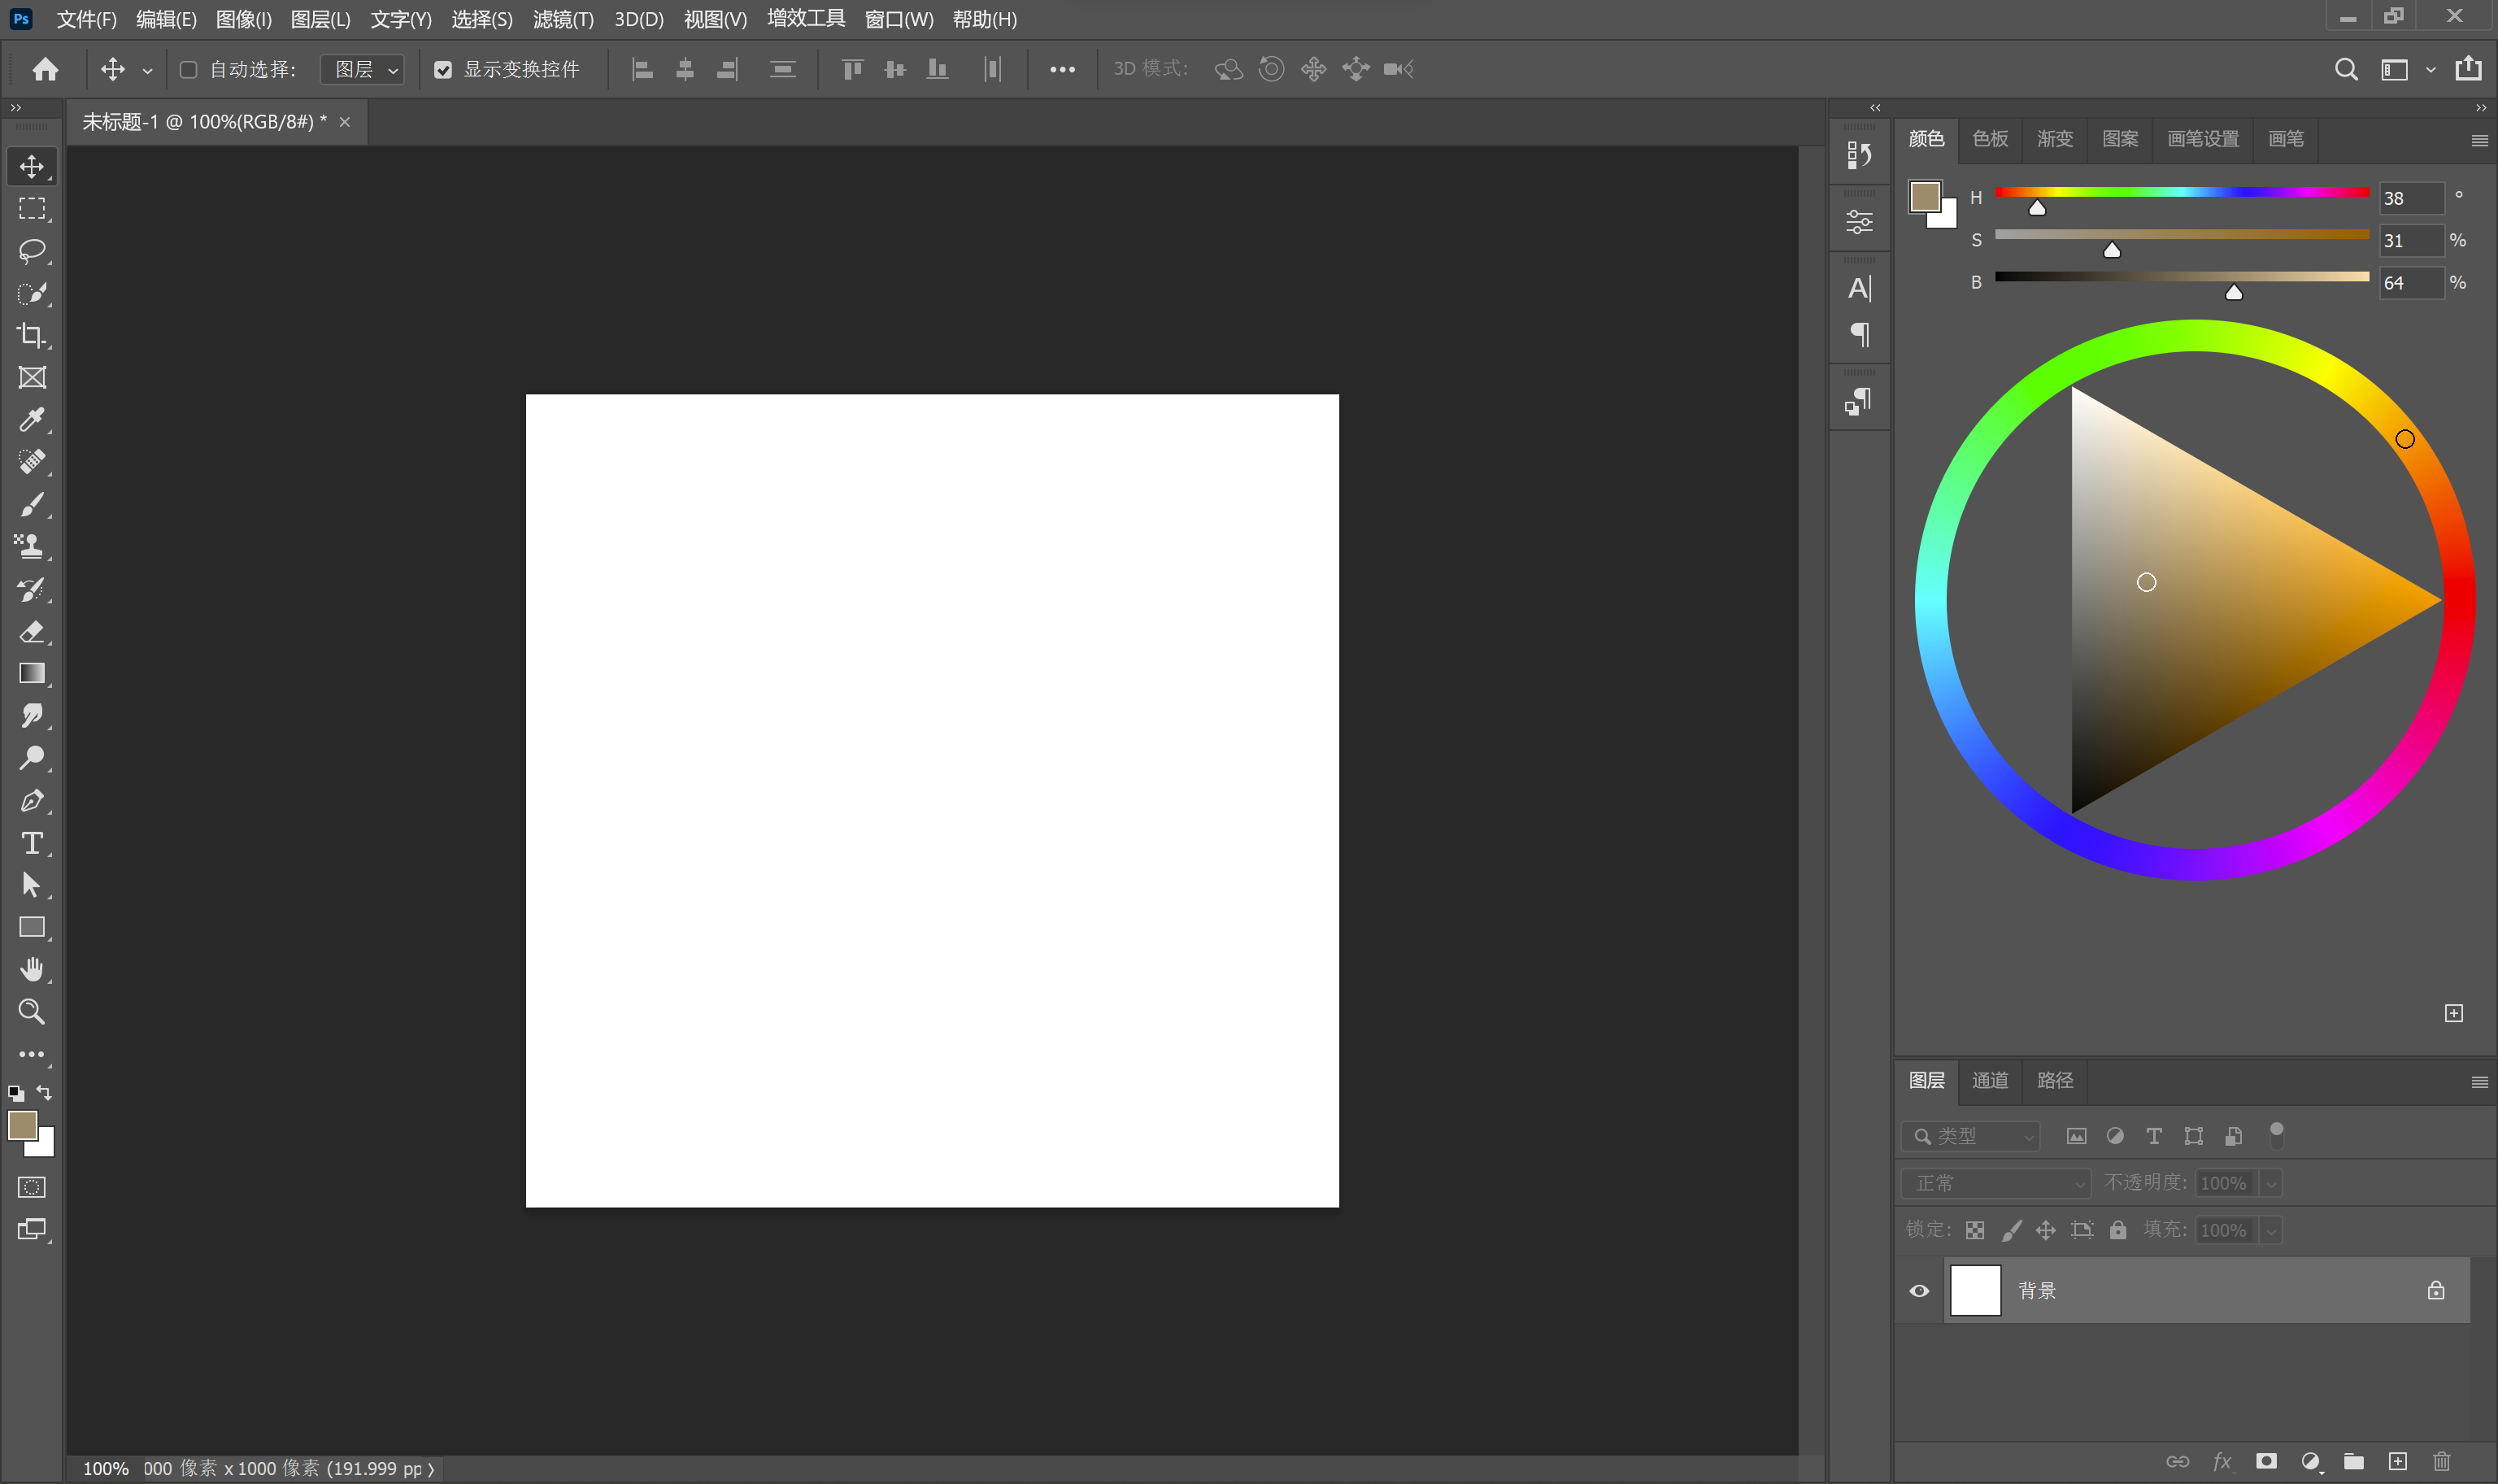 Ps 文件(F) 编辑(E) 图像(I) 图层(L) 文字(Y) 选择(S) 滤镜(T) 3D(D) 视图(V) 增效工具 窗口(W) 帮助(H)
自动选择: 图层 显示变换控件 3D 模式:
未标题-1 @ 100%(RGB/8#) *
颜色 色板 渐变 图案 画笔设置 画笔
H 38 °
S 31 %
B 64 %
图层 通道 路径
类型
正常 不透明度: 100%
锁定: 填充: 100%
背景
fx
100% 000 像素 x 1000 像素 (191.999 pp